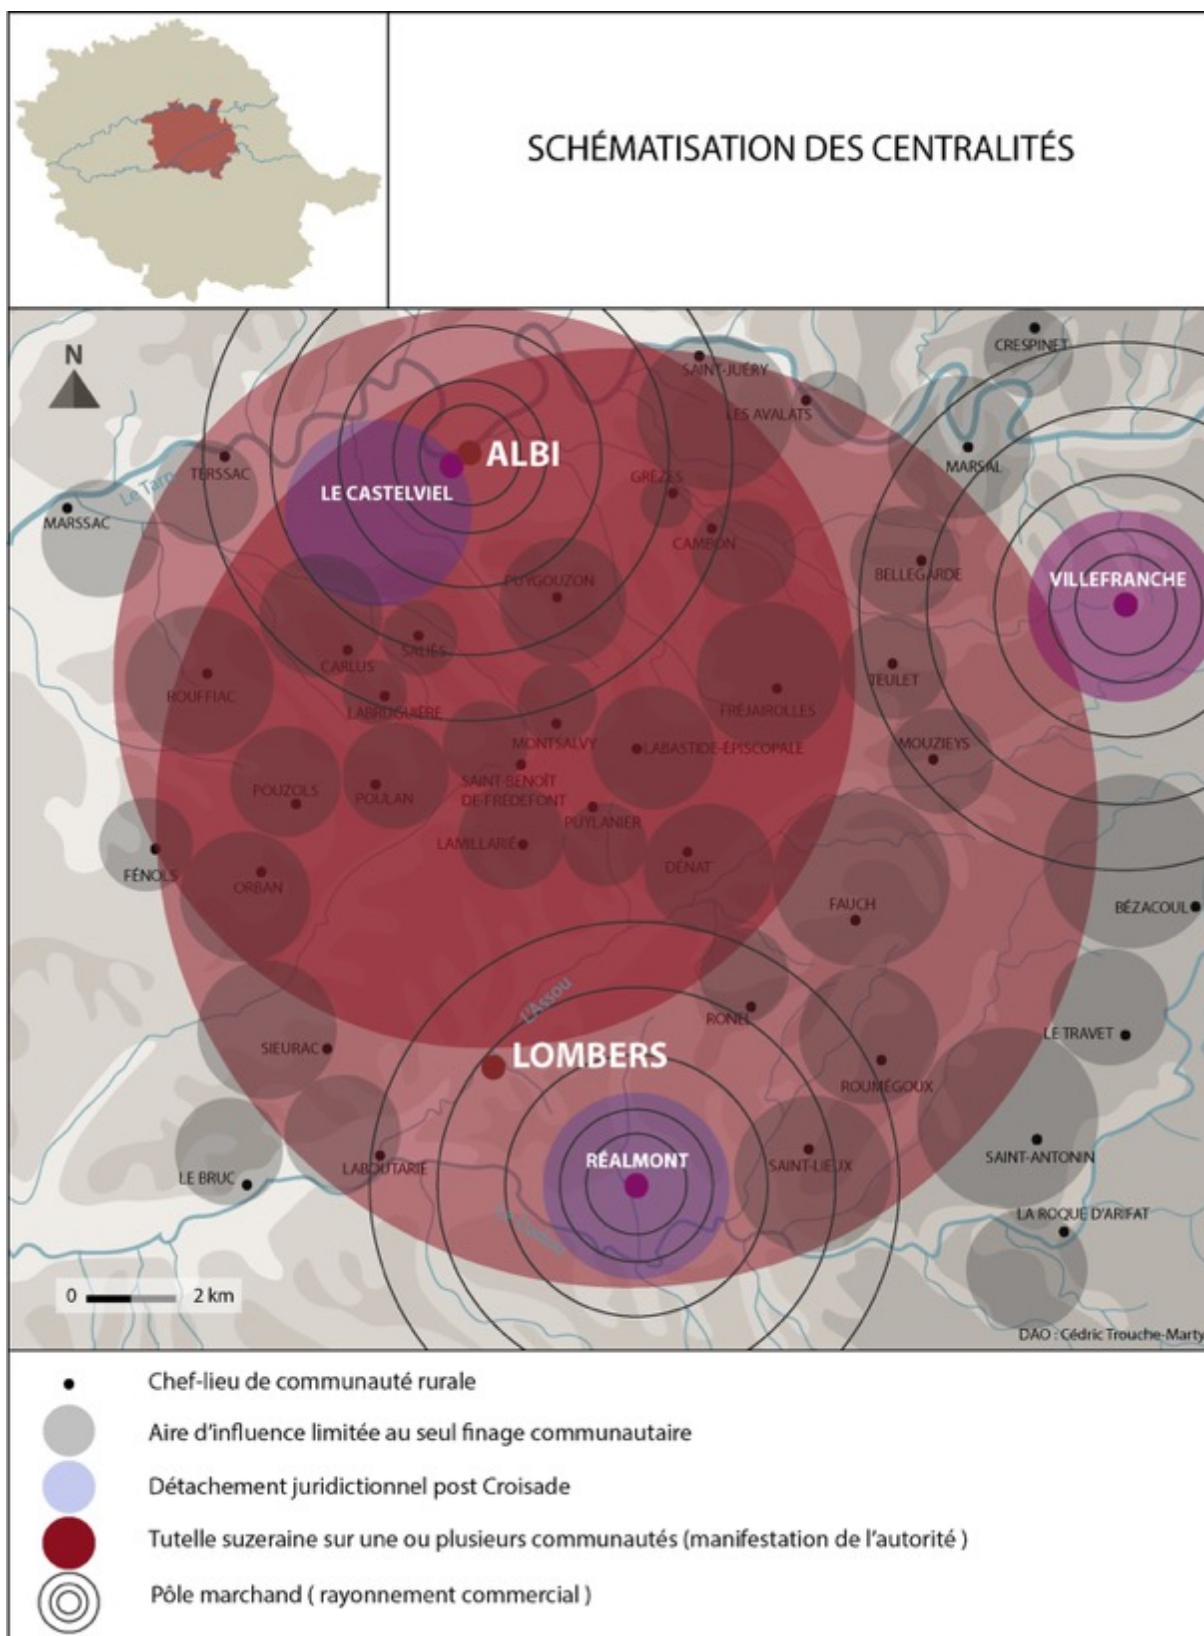 SCHÉMATISATION DES CENTRALITÉS
N
CRESPINET
SAINT-JUÉRY
LES AVALATS
ALBI
MARSAL
TERSSAC
Le Tarn
LE CASTELVIEL
GRÈZES
MARSSAC
CAMBON
BELLEGARDE
VILLEFRANCHE
PUYGOUZON
SALIÈS
CARLUS
TEULET
ROUFFIAC
LABRUGUIÈRE
FRÉJAIROLLES
MONTSALVY
LABASTIDE-ÉPISCOPALE
MOUZIEYS
SAINT-BENOÎT
DE-FRÉDEFONT
POUZOLS
POULAN
PUYLANIER
LAMILLARIÉ
FÉNOLS
ORBAN
DÉNAT
FAUCH
BÉZACOUL
L'Assou
RONEL
LE TRAVET
SIEURAC
LOMBERS
ROUMÉGOUX
RÉALMONT
SAINT-LIEUX
SAINT-ANTONIN
LABOUTARIE
LE BRUC
LA ROQUE D'ARIFAT
0 2 km
DAO : Cédric Trouche-Marty
Chef-lieu de communauté rurale
Aire d'influence limitée au seul finage communautaire
Détachement juridictionnel post Croisade
Tutelle suzeraine sur une ou plusieurs communautés (manifestation de l'autorité )
Pôle marchand ( rayonnement commercial )